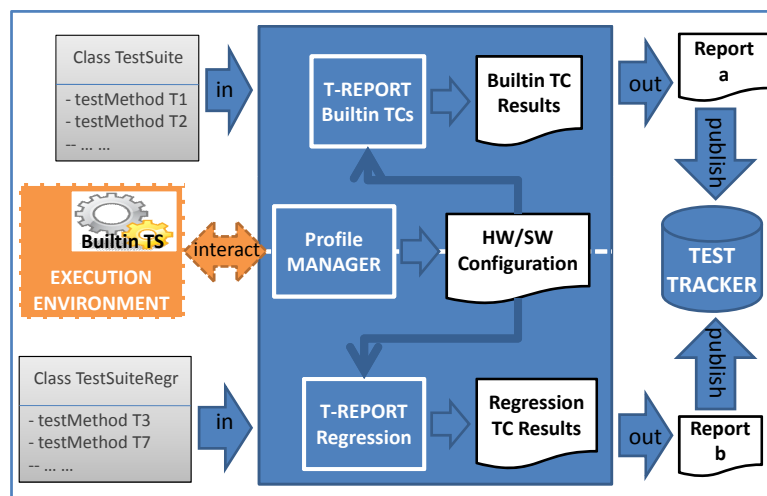 Class TestSuite
- testMethod T1
- testMethod T2
-- ... ...
in
T-REPORT
Builtin TCs
Builtin TC
Results
out
Report
a
publish
Builtin TS
EXECUTION
ENVIRONMENT
interact
Profile
MANAGER
HW/SW
Configuration
TEST
TRACKER
Class TestSuiteRegr
- testMethod T3
- testMethod T7
-- ... ...
in
T-REPORT
Regression
Regression
TC Results
out
Report
b
publish